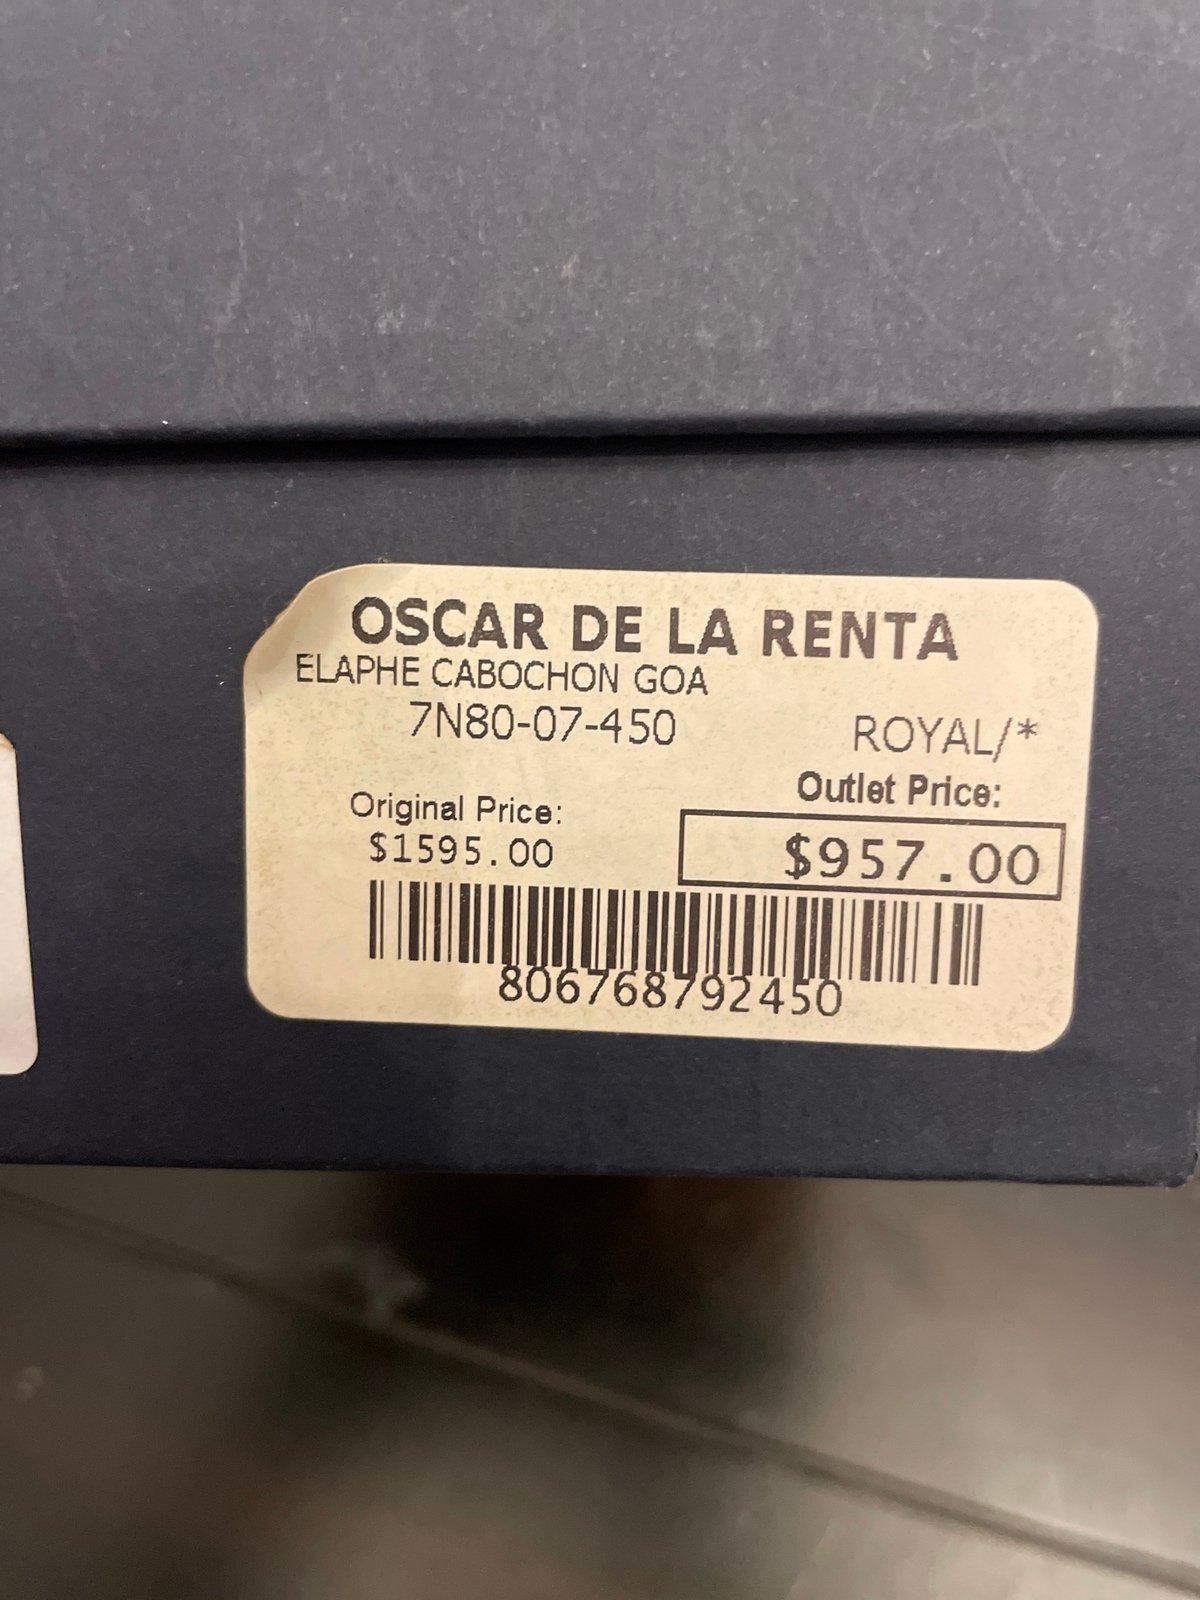 OSCAR DE LA RENTA
ELAPHE CABOCHON GOA
7N80-07-450 ROYAL/*
Original Price: Outlet Price:
$1595.00 $957.00
806768792450